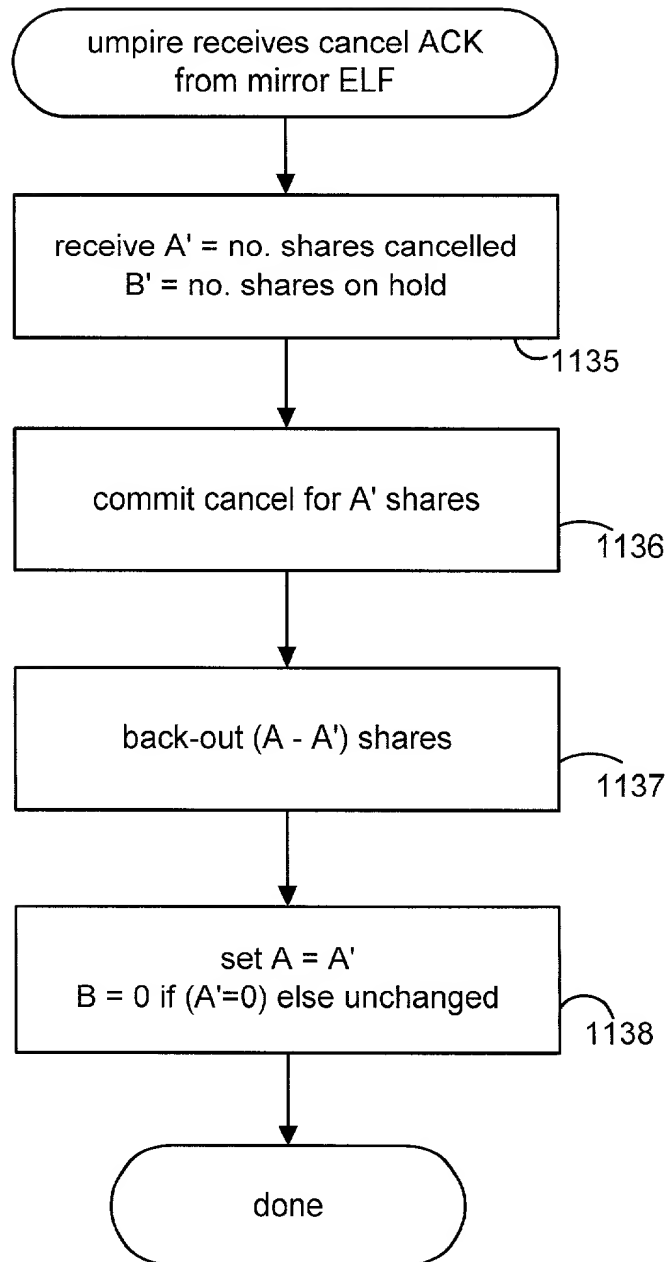 umpire receives cancel ACK
from mirror ELF
receive A' = no. shares cancelled
B' = no. shares on hold
1135
commit cancel for A' shares
1136
back-out (A - A') shares
1137
set A = A'
B = 0 if (A'=0) else unchanged
1138
done